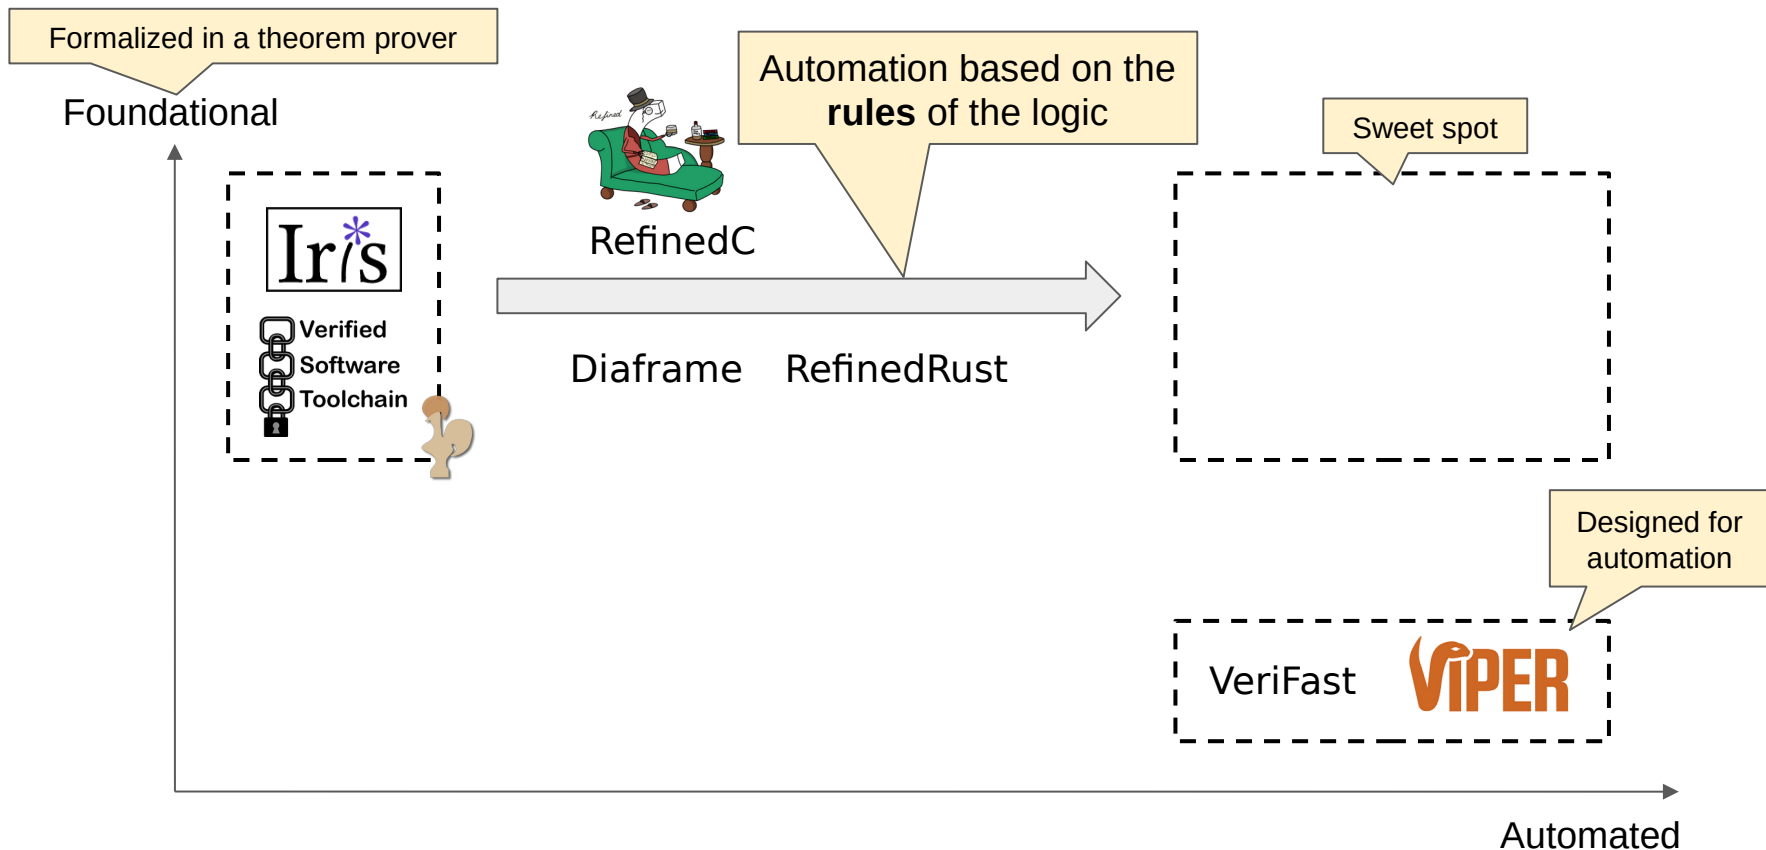 Formalized in a theorem prover
Foundational
Refined
Automation based on the
rules of the logic
Sweet spot
Iris
RefinedC
Verified
Software
Toolchain
Diaframe
RefinedRust
Designed for
automation
VeriFast
VIPER
Automated